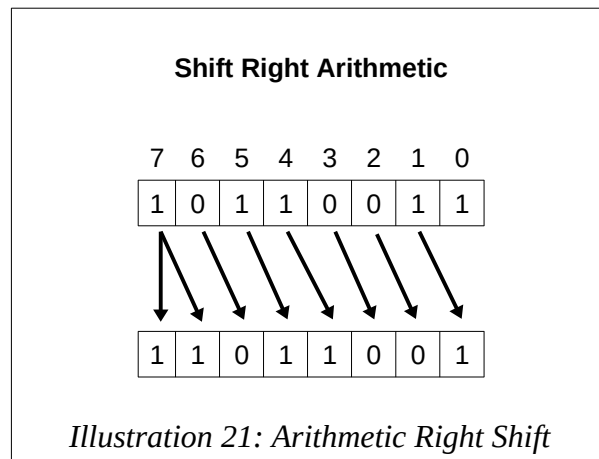 Shift Right Arithmetic
7 6 5 4 3 2 1 0
1 0 1 1 0 0 1 1
1 1 0 1 1 0 0 1
Illustration 21: Arithmetic Right Shift